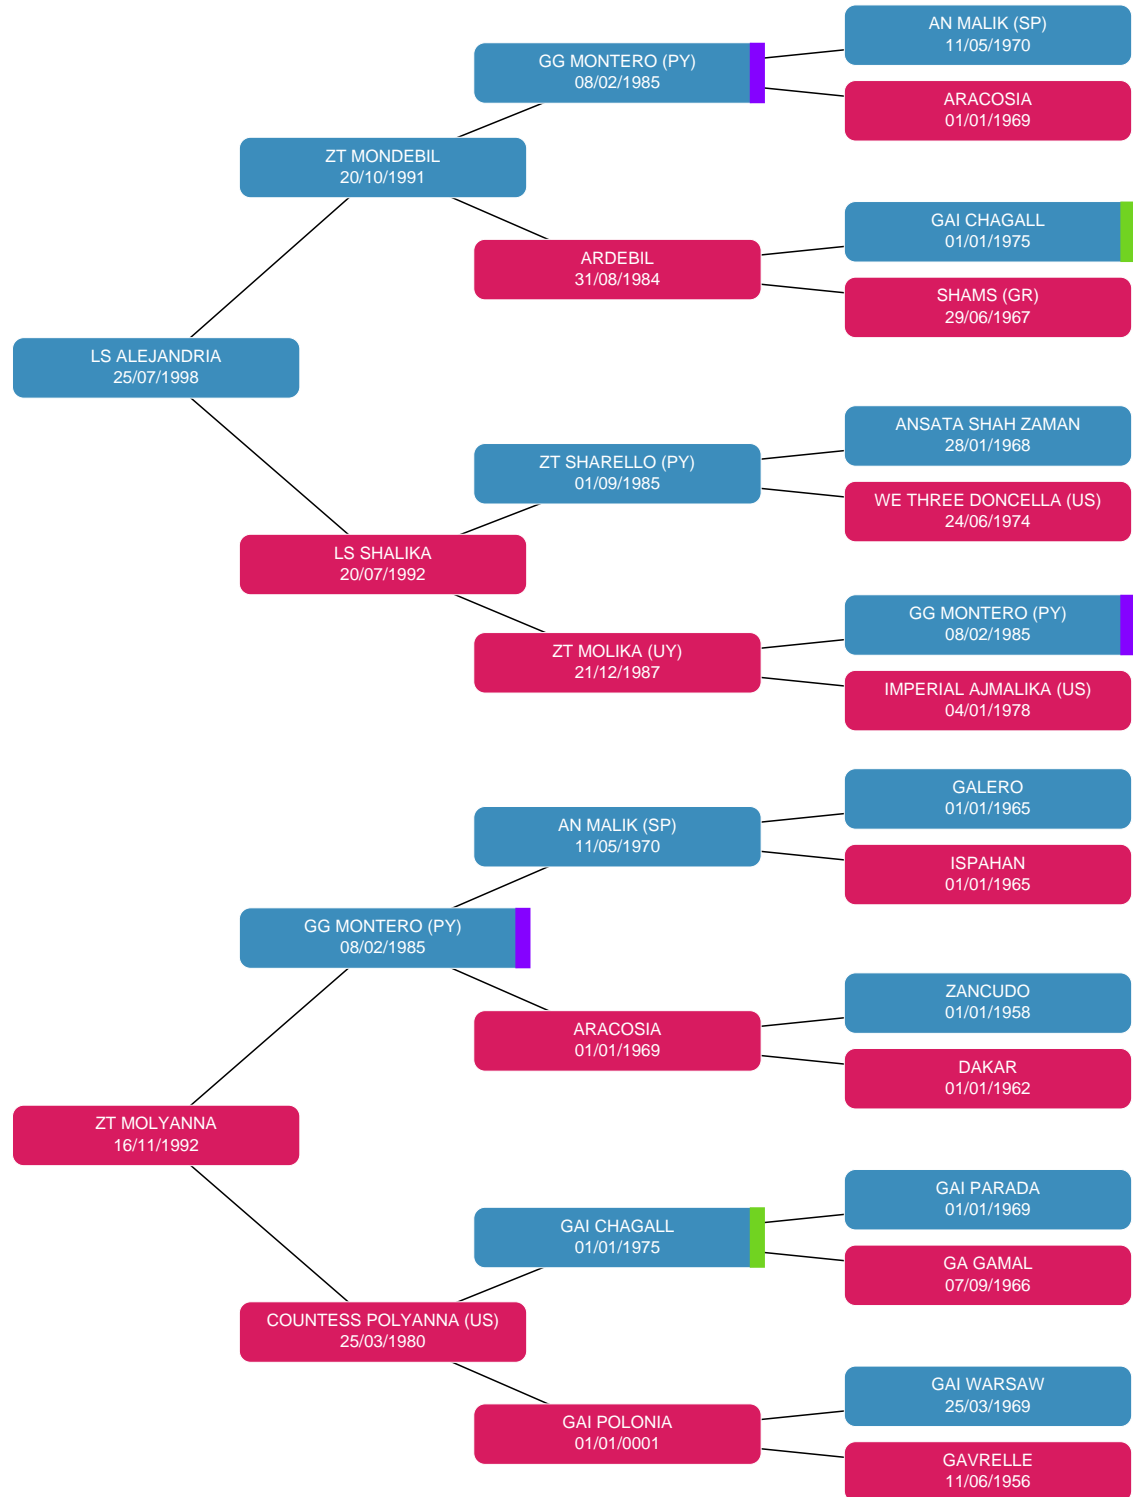 AN MALIK (SP)
11/05/1970
GG MONTERO (PY)
08/02/1985
ARACOSIA
01/01/1969
ZT MONDEBIL
20/10/1991
GAI CHAGALL
01/01/1975
ARDEBIL
31/08/1984
SHAMS (GR)
29/06/1967
LS ALEJANDRIA
25/07/1998
ANSATA SHAH ZAMAN
28/01/1968
ZT SHARELLO (PY)
01/09/1985
WE THREE DONCELLA (US)
24/06/1974
LS SHALIKA
20/07/1992
GG MONTERO (PY)
08/02/1985
ZT MOLIKA (UY)
21/12/1987
IMPERIAL AJMALIKA (US)
04/01/1978
GALERO
01/01/1965
AN MALIK (SP)
11/05/1970
ISPAHAN
01/01/1965
GG MONTERO (PY)
08/02/1985
ZANCUDO
01/01/1958
ARACOSIA
01/01/1969
DAKAR
01/01/1962
ZT MOLYANNA
16/11/1992
GAI PARADA
01/01/1969
GAI CHAGALL
01/01/1975
GA GAMAL
07/09/1966
COUNTESS POLYANNA (US)
25/03/1980
GAI WARSAW
25/03/1969
GAI POLONIA
01/01/0001
GAVRELLE
11/06/1956